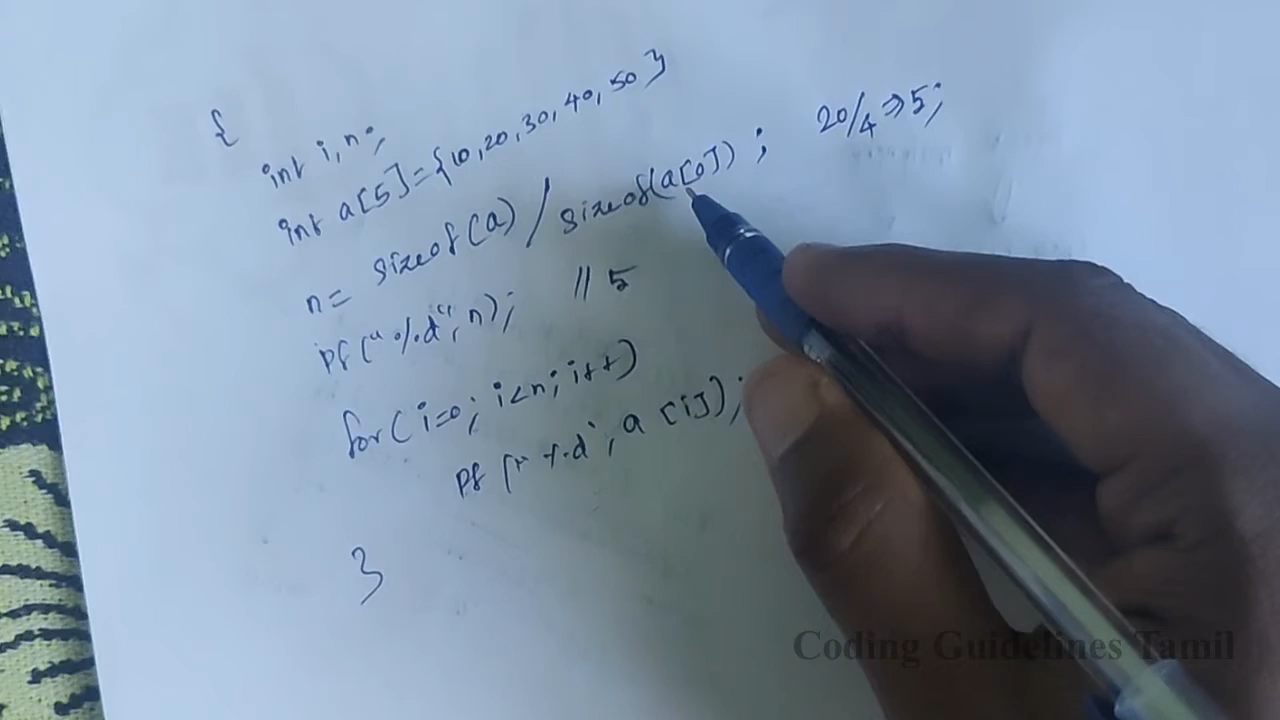 {
int i, n;
int a[5]={10, 20, 30, 40, 50}
n= sizeof(a) / sizeof(a[0]); 20/4 ⇒ 5;
pf("%d", n); // 5
for(i=0; i<n; i++)
pf("%d", a[i]);
}
Coding Guidelines Tamil